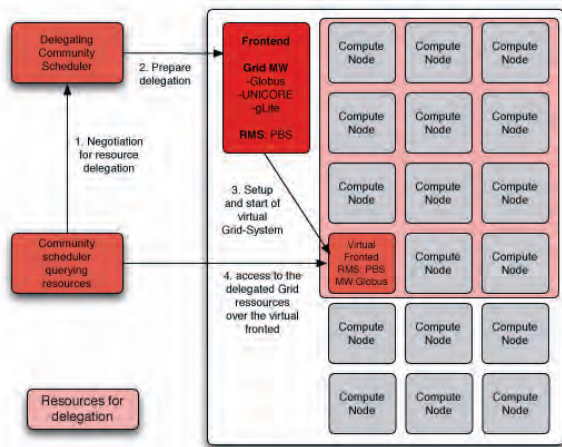 Delegating
Community
Scheduler
2. Prepare
delegation
Frontend
Grid MW
-Globus
-UNICORE
-gLite
RMS: PBS
Compute
Node
Compute
Node
Compute
Node
Compute
Node
Compute
Node
Compute
Node
1. Negotiation
for resource
delegation
3. Setup
and start of
virtual
Grid-System
Compute
Node
Compute
Node
Compute
Node
Community
scheduler
querying
resources
4. access to the
delegated Grid
ressources
over the virtual
fronted
Virtual
Fronted
RMS: PBS
MW:Globus
Compute
Node
Compute
Node
Compute
Node
Compute
Node
Compute
Node
Resources for
delegation
Compute
Node
Compute
Node
Compute
Node